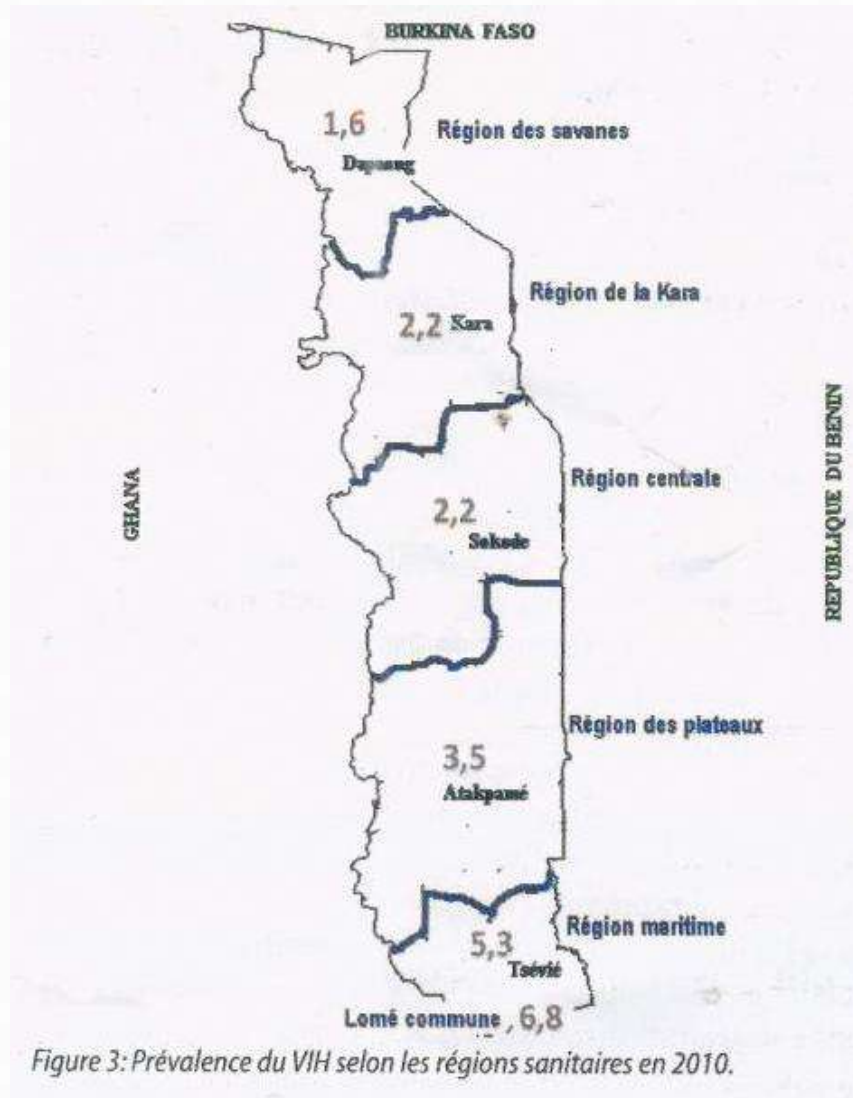 BURKINA FASO
1,6
Région des savanes
Dapaong
Région de la Kara
2,2 Kara
REPUBLIQUE DU BENIN
GHANA
Région centrale
2,2
Sokode
Région des plateaux
3,5
Atakpamé
Région maritime
5,3
Tsévié
Lomé commune , 6,8
Figure 3: Prévalence du VIH selon les régions sanitaires en 2010.